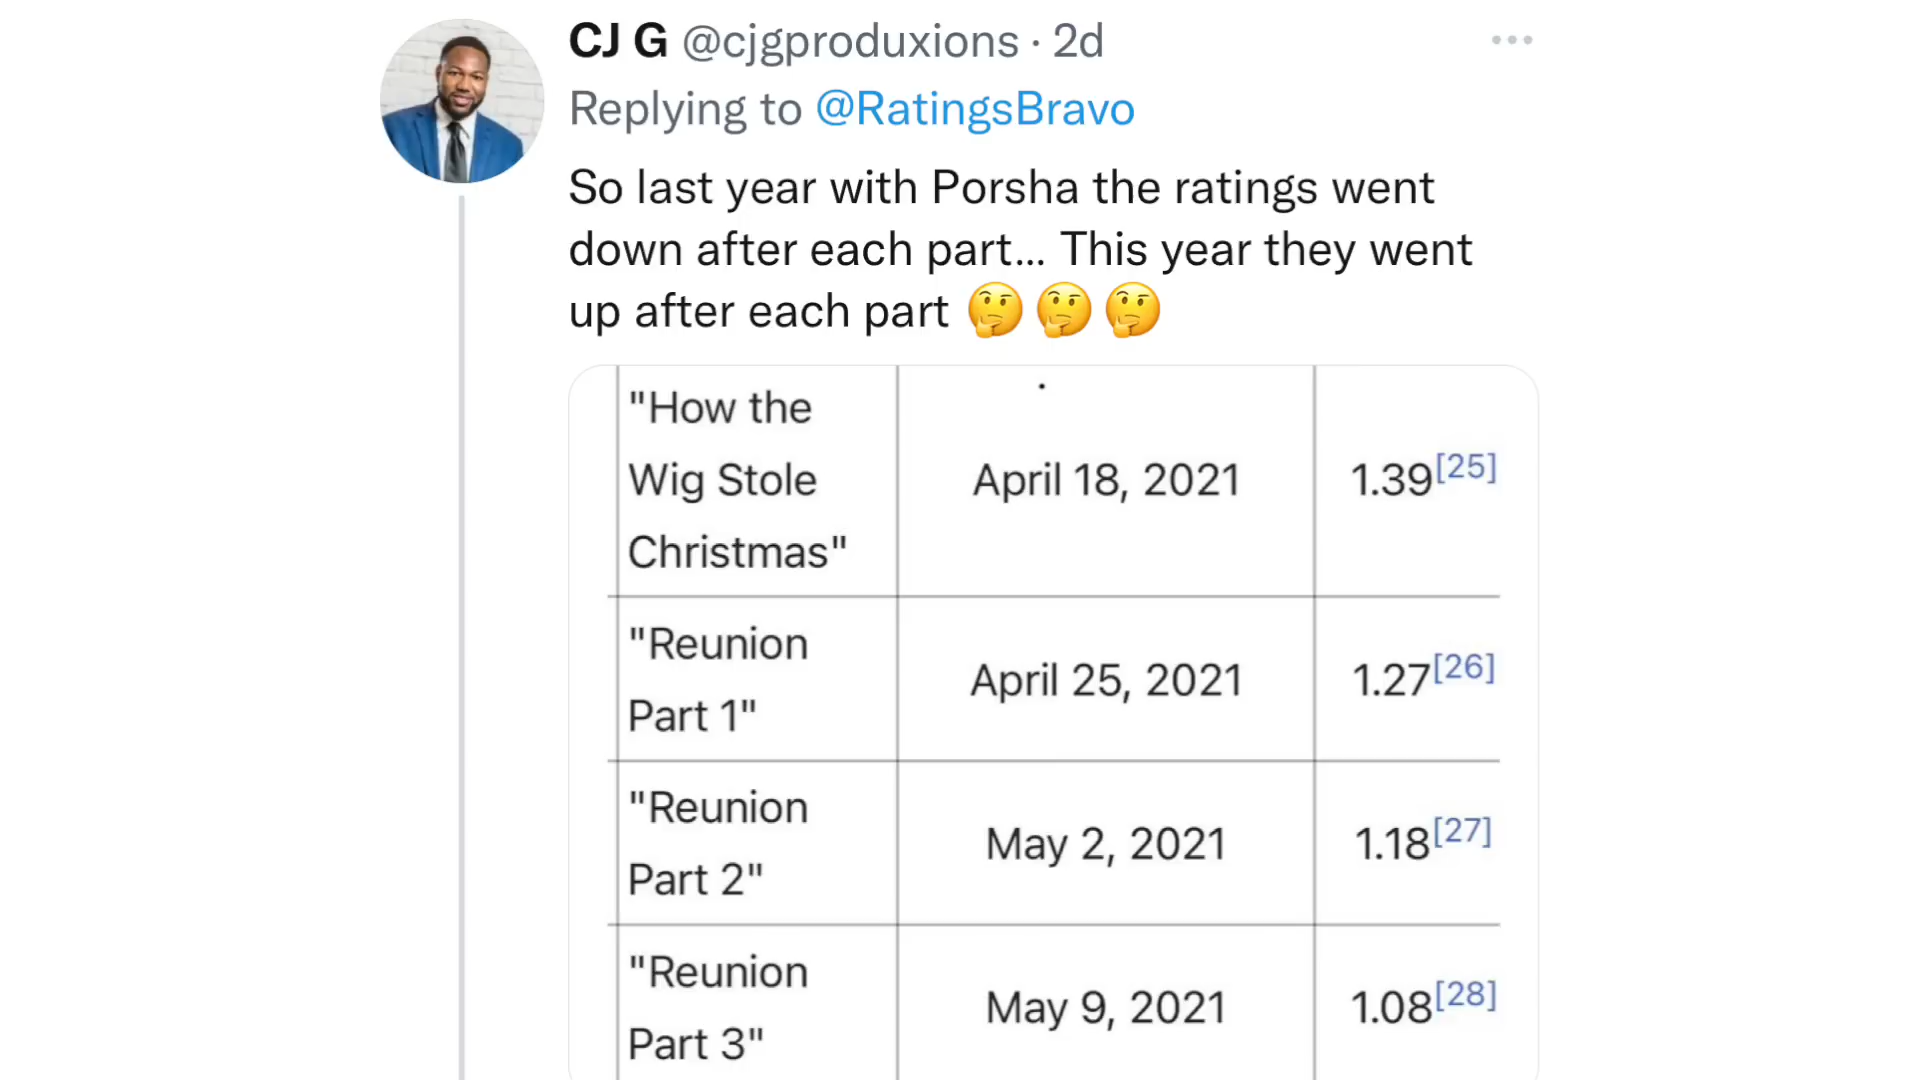 CJ G @cjgproduxions · 2d
Replying to @RatingsBravo
So last year with Porsha the ratings went
down after each part... This year they went
up after each part 🤔🤔🤔
"How the
Wig Stole
Christmas"
April 18, 2021
1.39[25]
"Reunion
Part 1"
April 25, 2021
1.27[26]
"Reunion
Part 2"
May 2, 2021
1.18[27]
"Reunion
Part 3"
May 9, 2021
1.08[28]